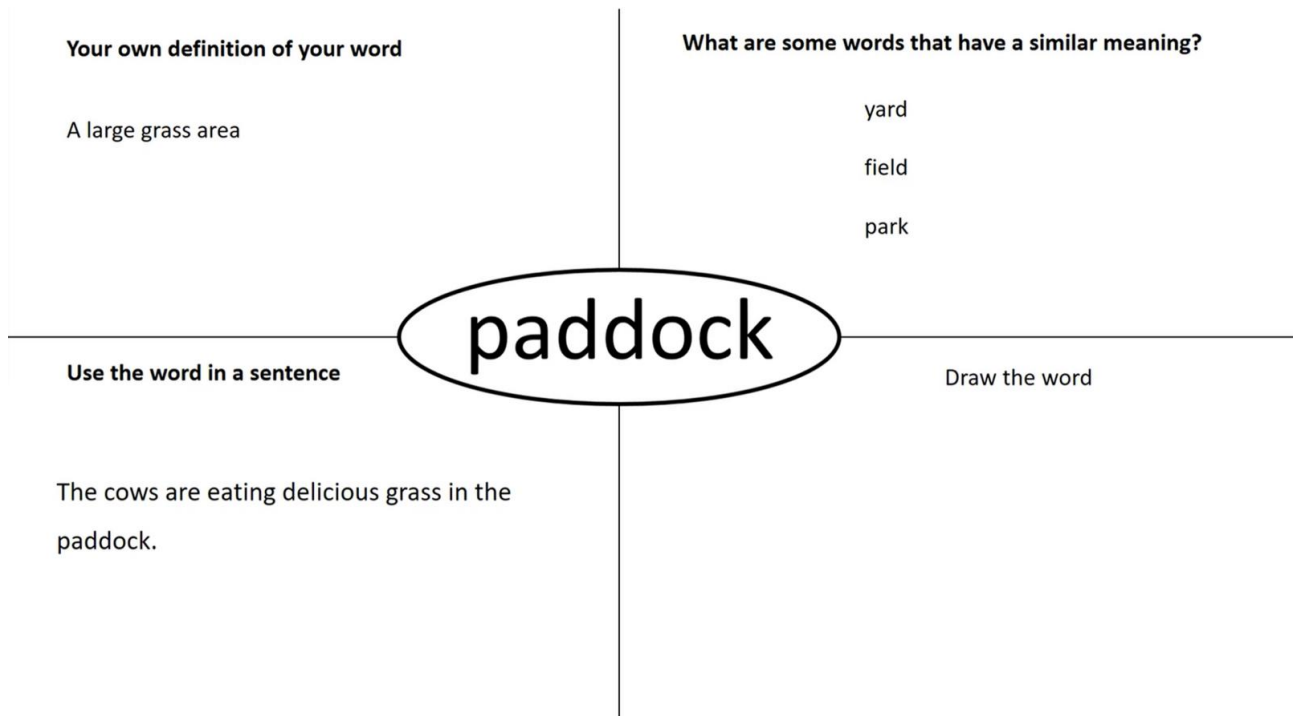 Your own definition of your word
A large grass area
What are some words that have a similar meaning?
yard
field
park
paddock
Use the word in a sentence
The cows are eating delicious grass in the
paddock.
Draw the word